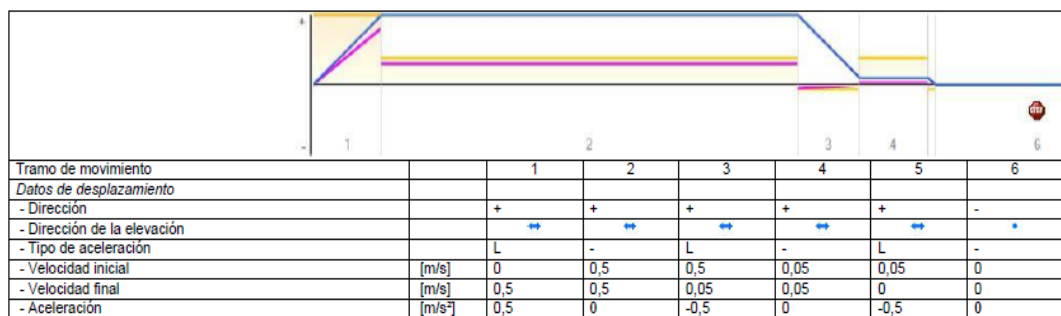 +
STOP
- 1 2 3 4 6
Tramo de movimiento 1 2 3 4 5 6
Datos de desplazamiento
- Dirección + + + + + -
- Dirección de la elevación
- Tipo de aceleración L - L - L -
- Velocidad inicial [m/s] 0 0,5 0,5 0,05 0,05 0
- Velocidad final [m/s] 0,5 0,5 0,05 0,05 0 0
- Aceleración [m/s²] 0,5 0 -0,5 0 -0,5 0